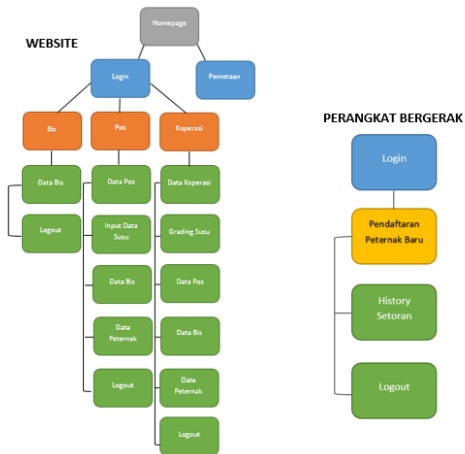 WEBSITE
Homepage
Login
Pemetaan
Bis
Pos
Koperasi
Data Bis
Logout
Data Pos
Input Data
Susu
Data Bis
Data
Peternak
Logout
Data Koperasi
Grading Susu
Data Pos
Data Bis
Data
Peternak
Logout
PERANGKAT BERGERAK
Login
Pendaftaran
Peternak Baru
History
Setoran
Logout